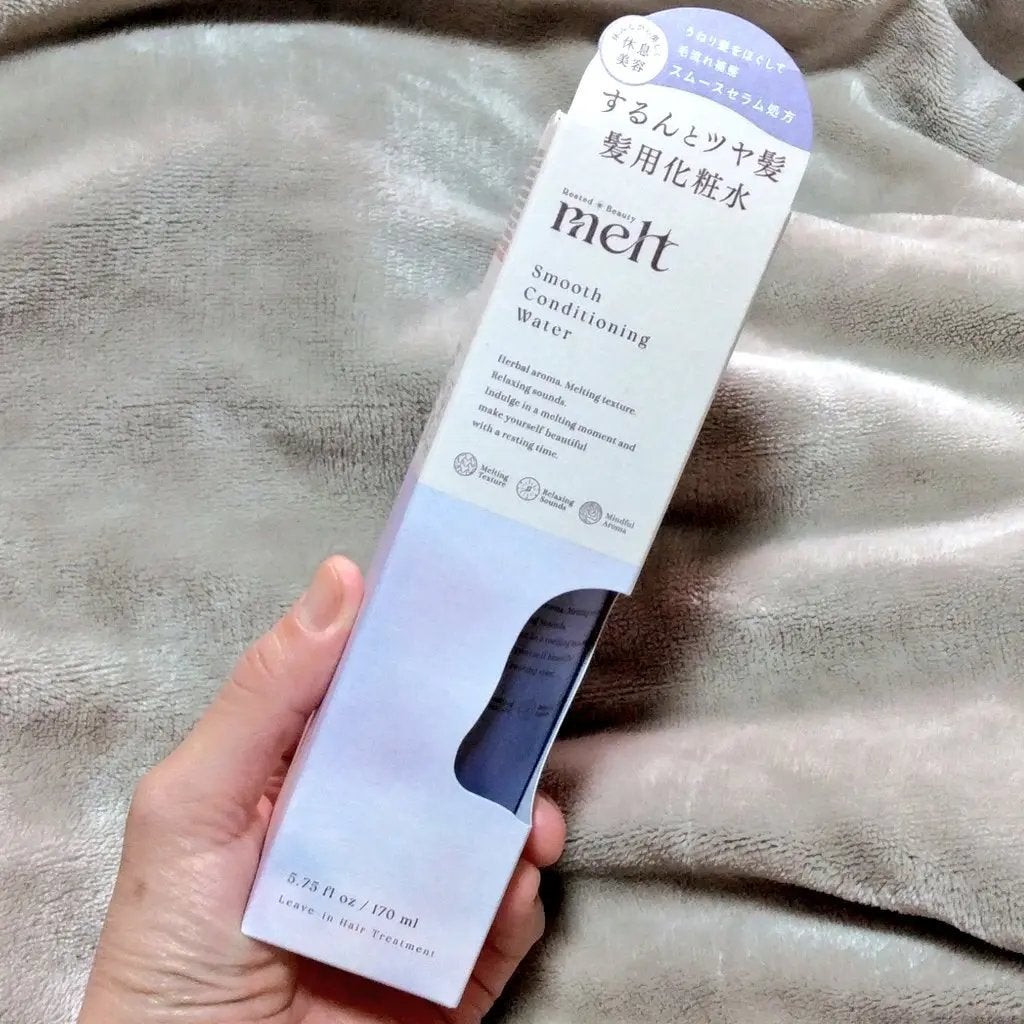 休息
美容
うねり髪をほぐして
毛流れ補整
スムースセラム処方
するんとツヤ髪
髪用化粧水
Rested Beauty
melt
Smooth
Conditioning
Water
Herbal aroma. Melting texture.
Relaxing sounds.
Indulge in a melting moment and
make yourself beautiful
with a resting time.
Melting
Texture
Relaxing
Sounds
Mindful
Aroma
5.75 fl oz / 170 ml
Leave in Hair Treatment